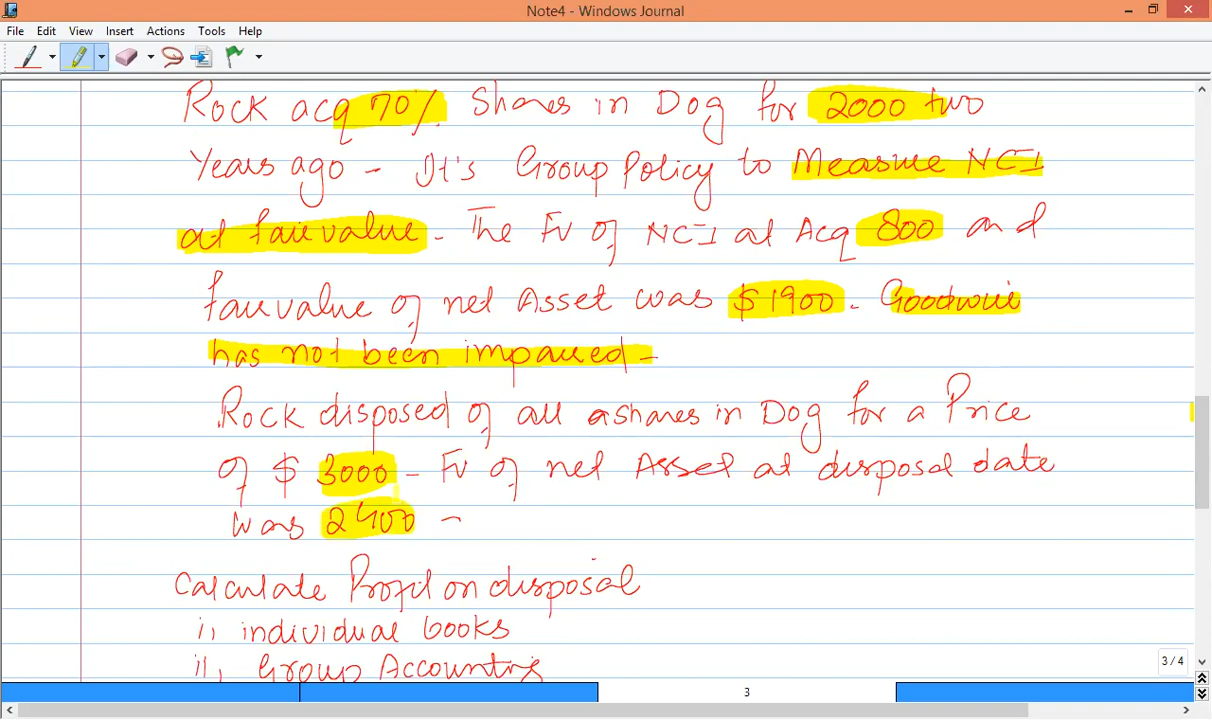 Note4 - Windows Journal
File Edit View Insert Actions Tools Help
Rock acq 70% Shares in Dog for 2000 two
Years ago - It's Group Policy to Measure NCI
at fairvalue - The Fv of NCI at Acq 800 and
fairvalue of net Asset was $1900 - Goodwill
has not been impaired -
Rock disposed of all shares in Dog for a Price
of $ 3000 - Fv of net Asset at disposal date
was 2400 -
Calculate Profit on disposal
i, individual books
ii, Group Accounting
3 / 4
3